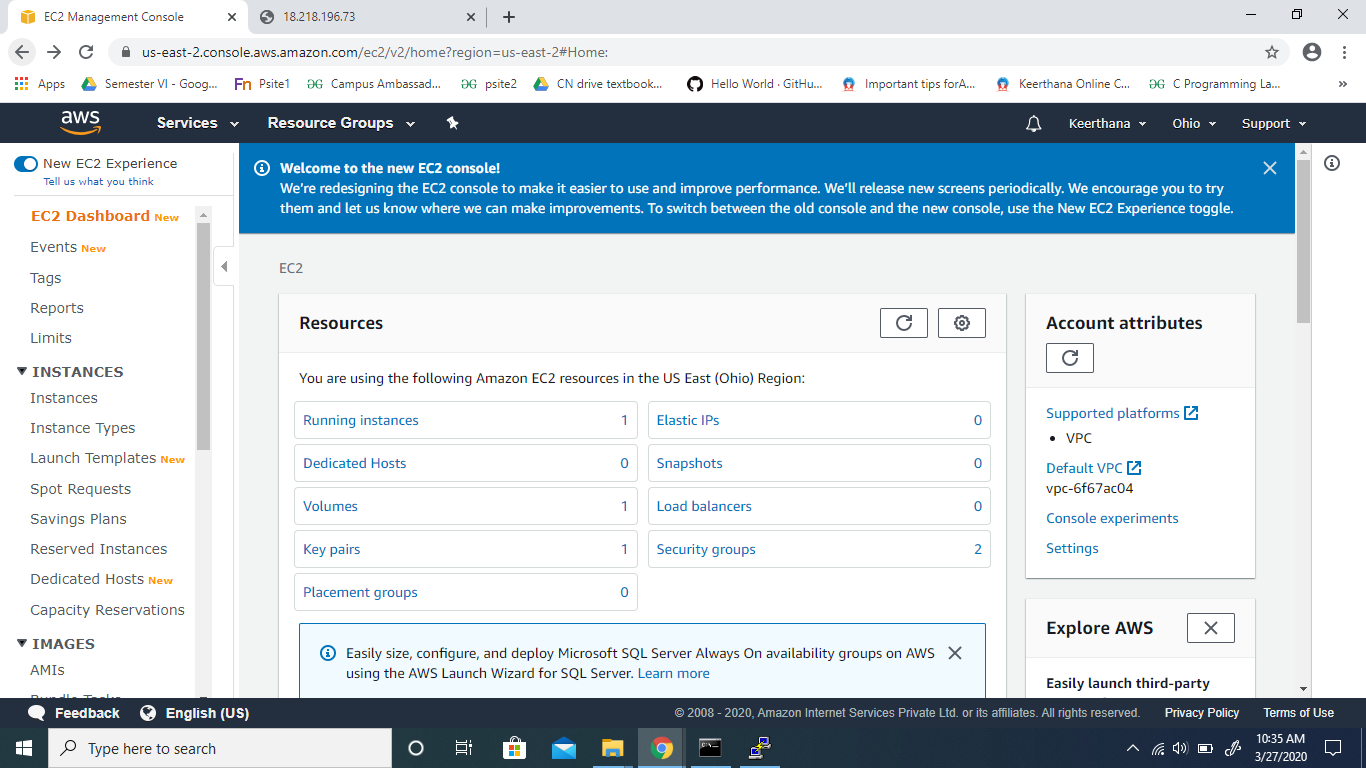 EC2 Management Console
18.218.196.73
us-east-2.console.aws.amazon.com/ec2/v2/home?region=us-east-2#Home:
Apps
Semester VI - Goog...
Fn Psite1
Campus Ambassad...
psite2
CN drive textbook...
Hello World · GitHu...
Important tips forA...
Keerthana Online C...
C Programming La...
»
aws
Services
Resource Groups
Keerthana
Ohio
Support
New EC2 Experience
Tell us what you think
EC2 Dashboard New
Events New
Tags
Reports
Limits
INSTANCES
Instances
Instance Types
Launch Templates New
Spot Requests
Savings Plans
Reserved Instances
Dedicated Hosts New
Capacity Reservations
IMAGES
AMIs
Bundle Tasks
Welcome to the new EC2 console!
We're redesigning the EC2 console to make it easier to use and improve performance. We'll release new screens periodically. We encourage you to try
them and let us know where we can make improvements. To switch between the old console and the new console, use the New EC2 Experience toggle.
EC2
Resources
You are using the following Amazon EC2 resources in the US East (Ohio) Region:
Running instances 1
Elastic IPs 0
Dedicated Hosts 0
Snapshots 0
Volumes 1
Load balancers 0
Key pairs 1
Security groups 2
Placement groups 0
Easily size, configure, and deploy Microsoft SQL Server Always On availability groups on AWS
using the AWS Launch Wizard for SQL Server. Learn more
Account attributes
Supported platforms
• VPC
Default VPC
vpc-6f67ac04
Console experiments
Settings
Explore AWS
Easily launch third-party
Feedback
English (US)
© 2008 - 2020, Amazon Internet Services Private Ltd. or its affiliates. All rights reserved.
Privacy Policy
Terms of Use
Type here to search
10:35 AM
3/27/2020